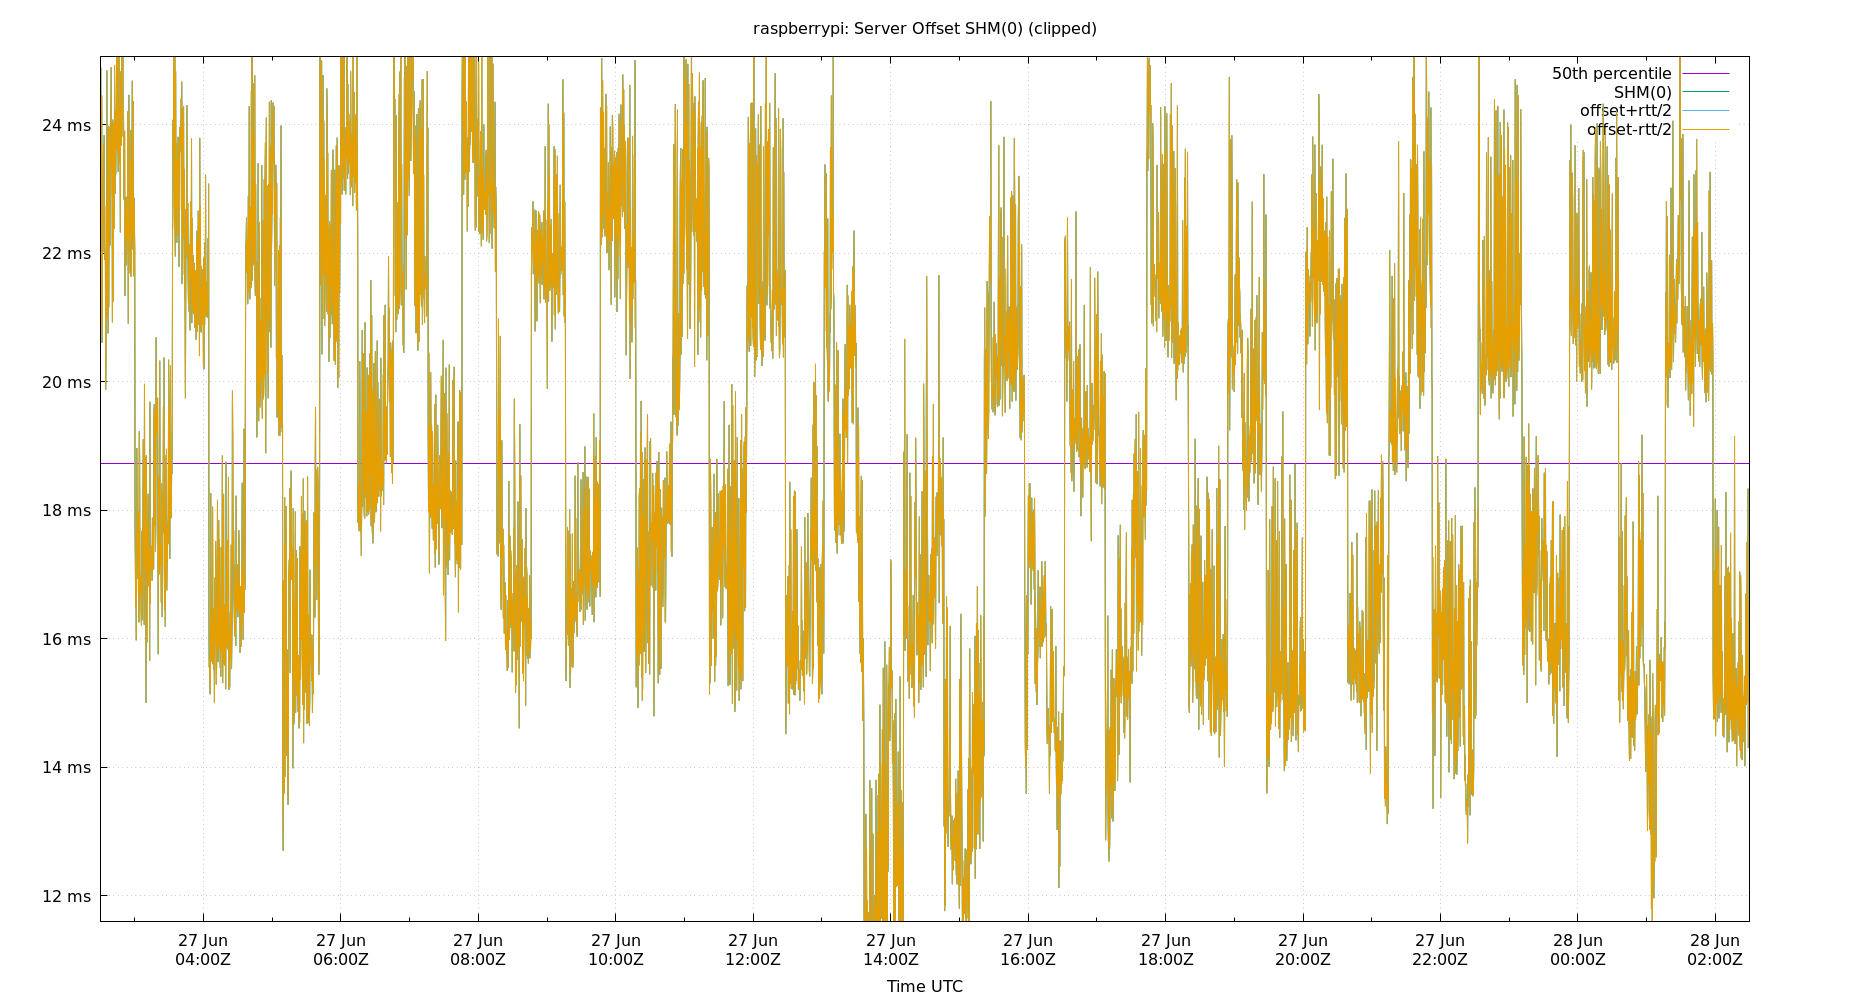 raspberrypi: Server Offset SHM(0) (clipped)
50th percentile
SHM(0)
offset+rtt/2
offset-rtt/2
24 ms
22 ms
20 ms
18 ms
16 ms
14 ms
12 ms
27 Jun 27 Jun 27 Jun 27 Jun 27 Jun 27 Jun 27 Jun 27 Jun 27 Jun 27 Jun 28 Jun 28 Jun
04:00Z 06:00Z 08:00Z 10:00Z 12:00Z 14:00Z 16:00Z 18:00Z 20:00Z 22:00Z 00:00Z 02:00Z
Time UTC